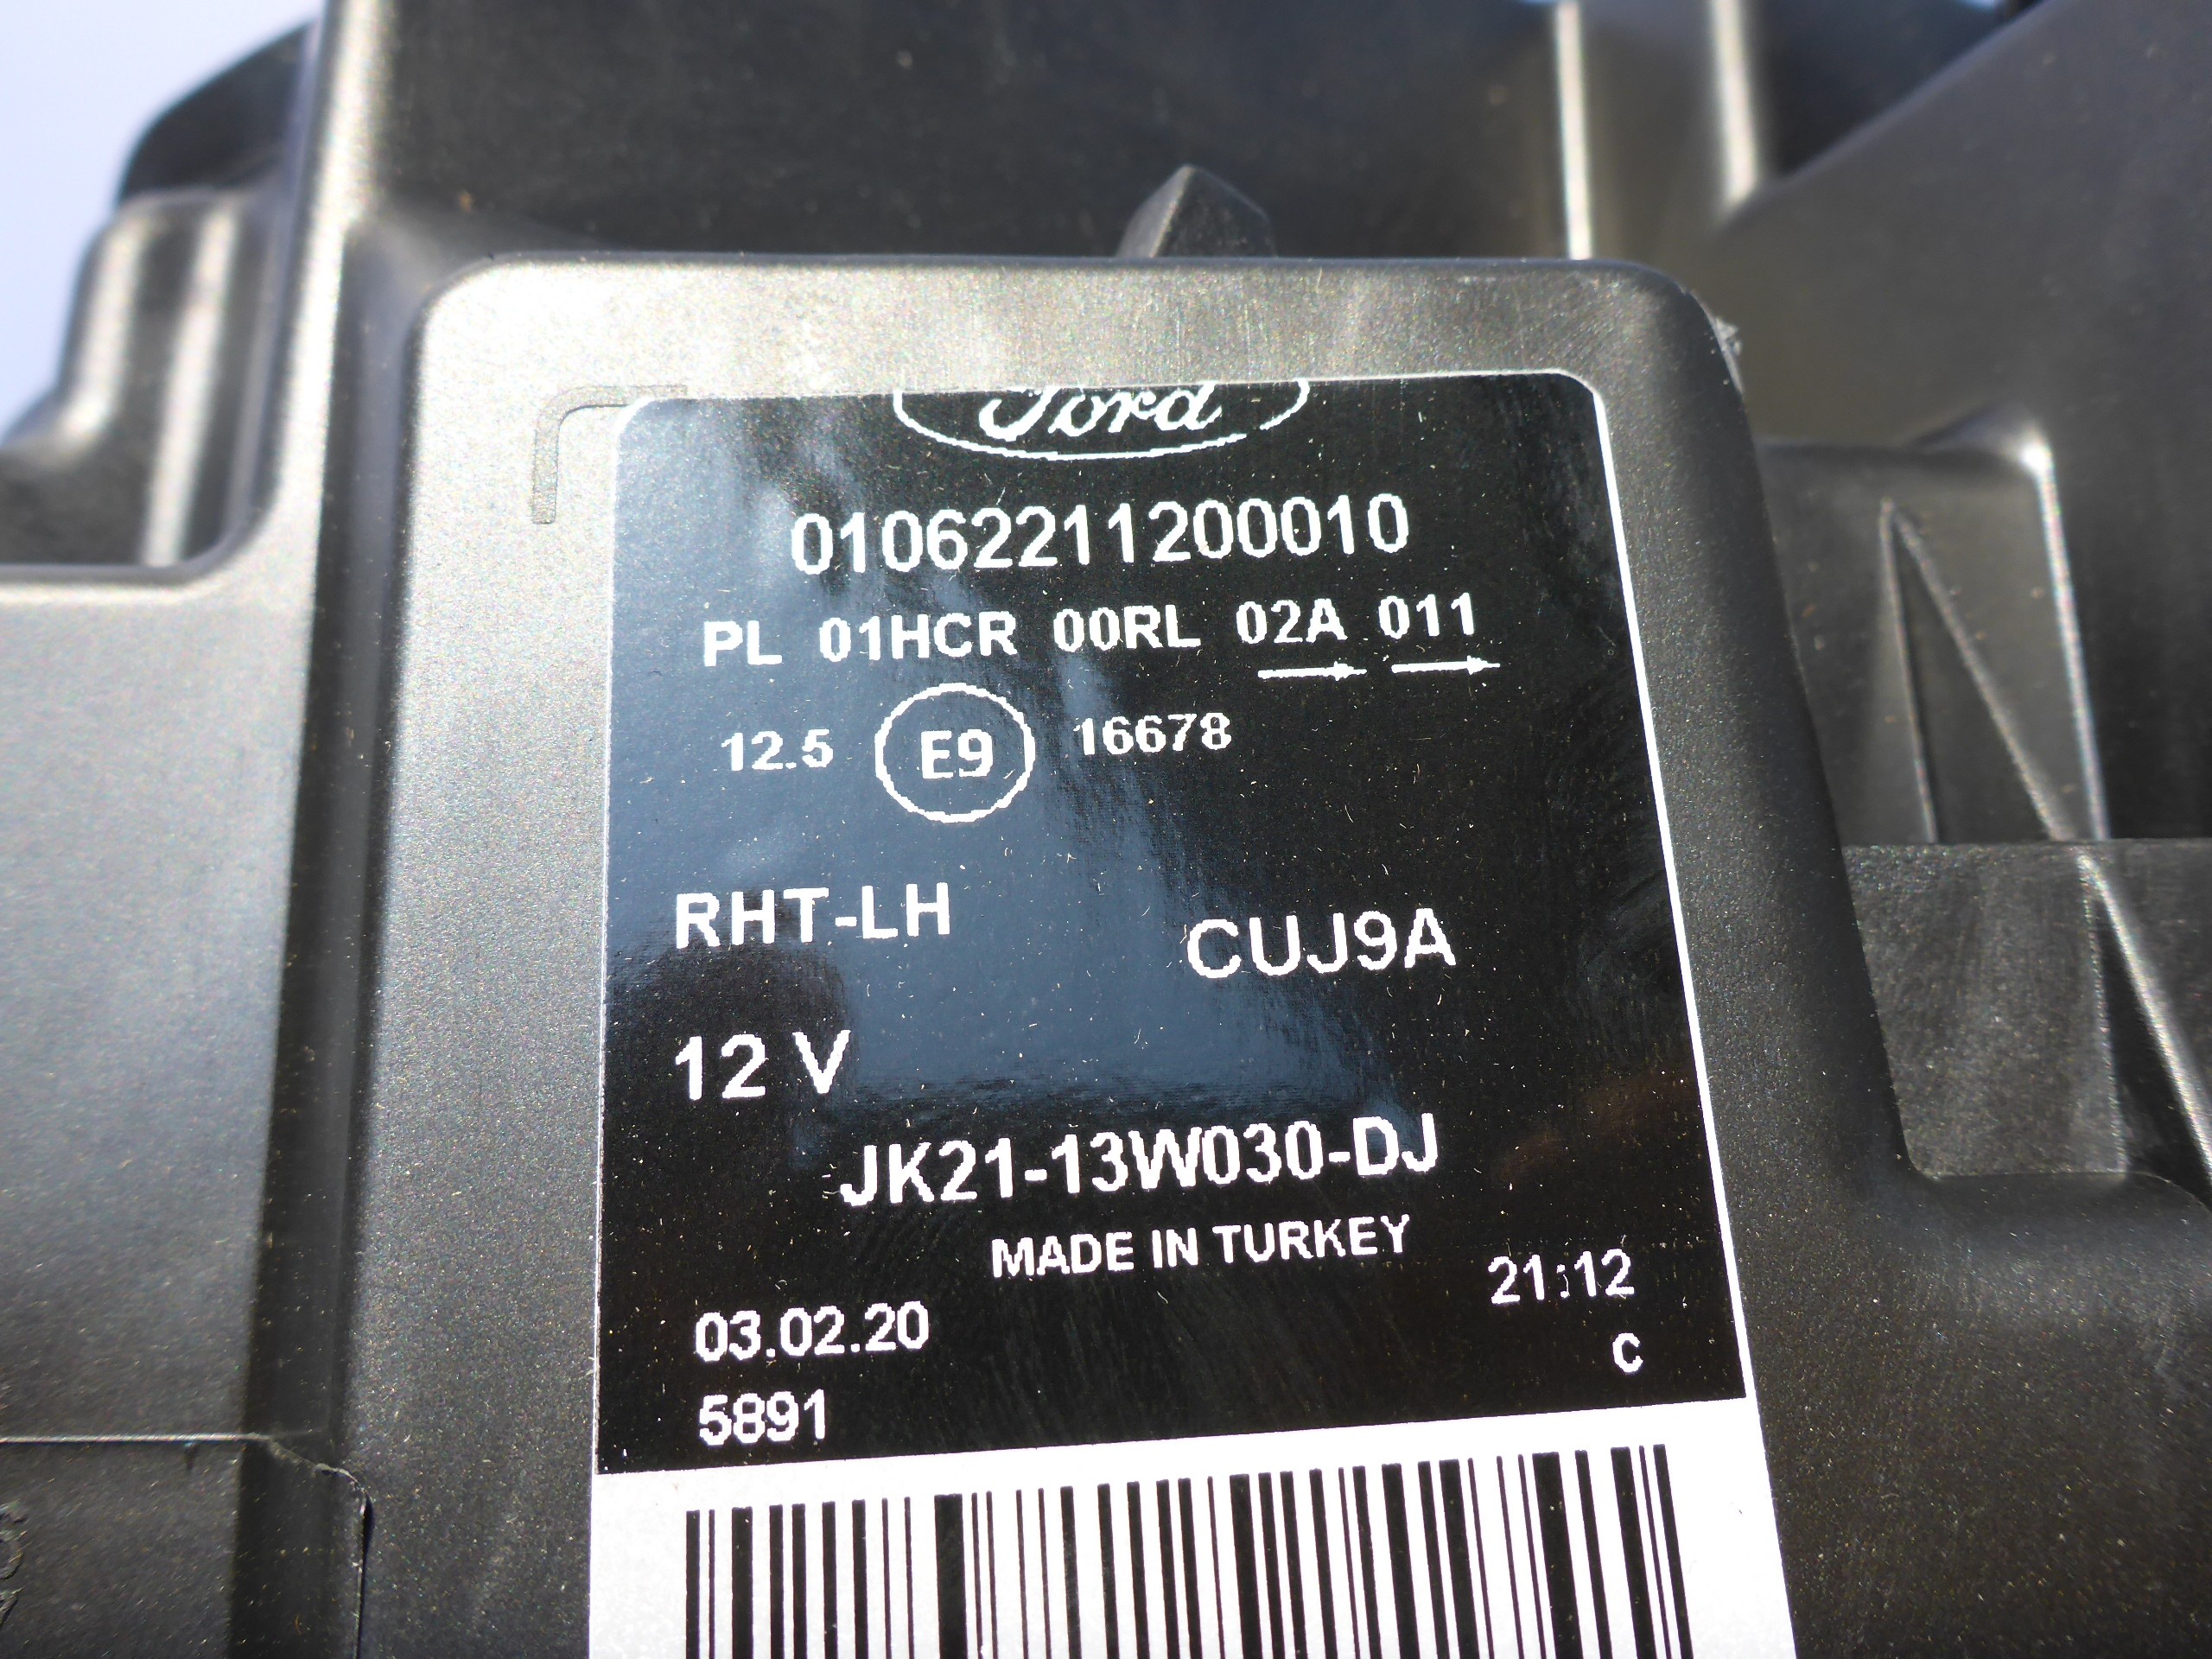 Ford
01062211200010
PL 01HCR 00RL 02A 011
12.5 E9 16678
RHT-LH
CUJ9A
12 V
JK21-13W030-DJ
MADE IN TURKEY
03.02.20
21:12
5891
C